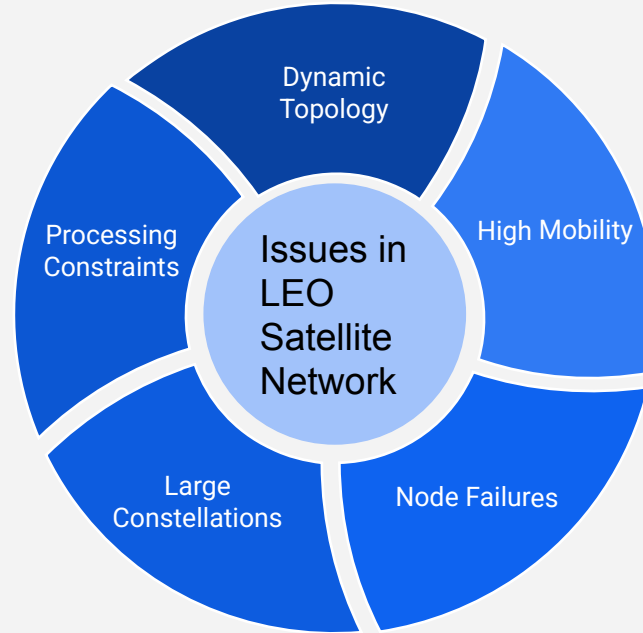 Dynamic
Topology
High Mobility
Processing
Constraints
Issues in
LEO
Satellite
Network
Large
Constellations
Node Failures